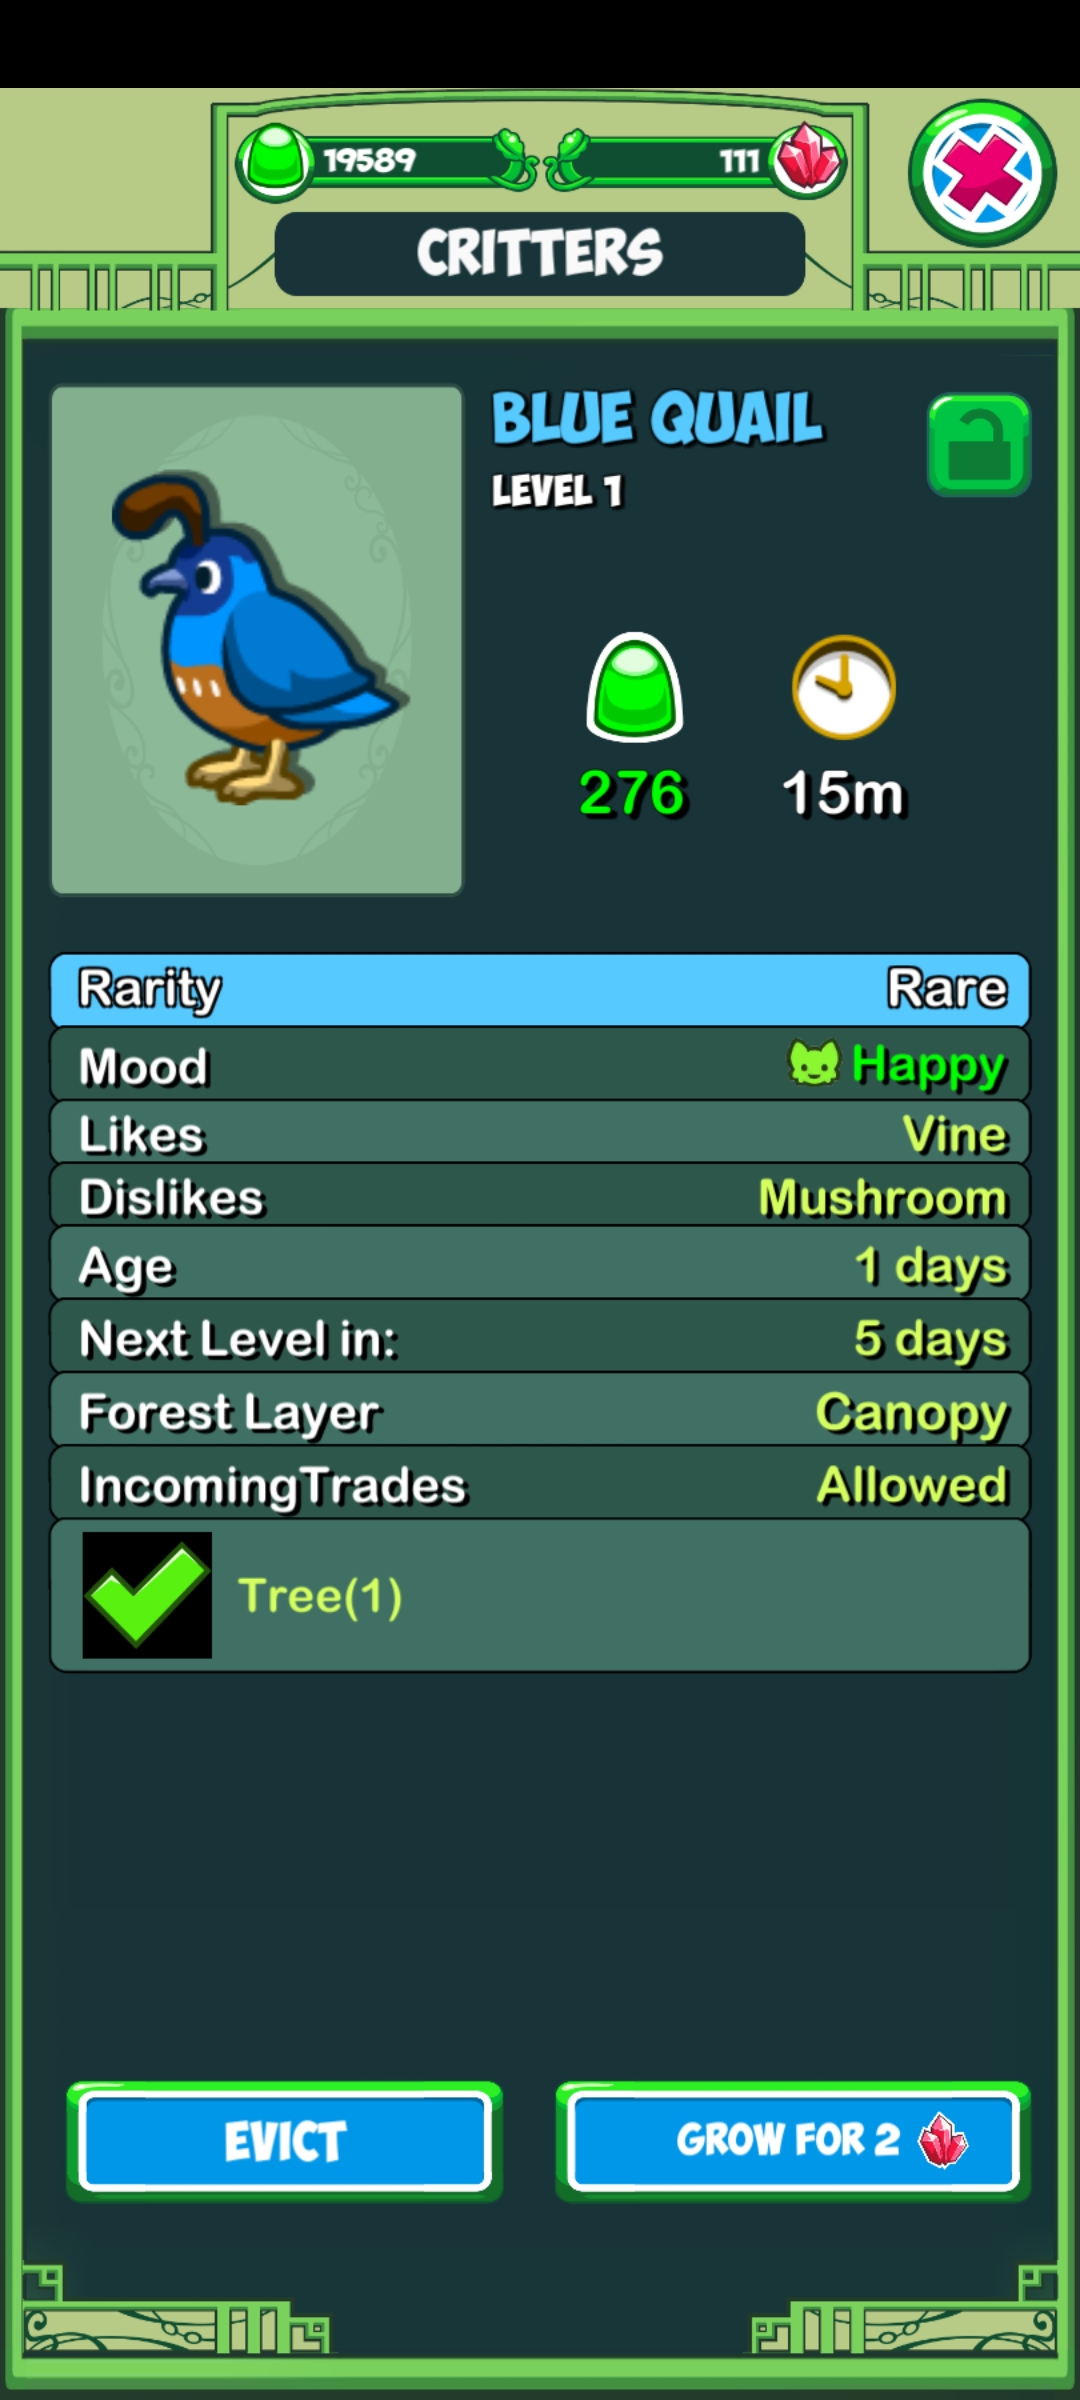 19589
111
CRITTERS
BLUE QUAIL
LEVEL 1
276
15m
Rarity Rare
Mood Happy
Likes Vine
Dislikes Mushroom
Age 1 days
Next Level in: 5 days
Forest Layer Canopy
IncomingTrades Allowed
Tree(1)
EVICT
GROW FOR 2